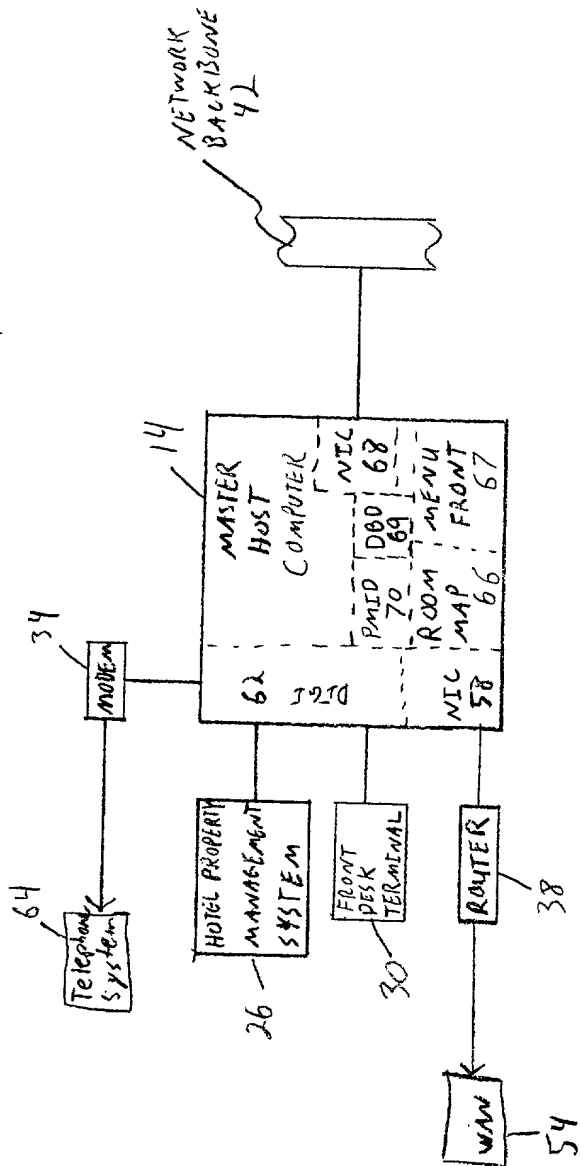 NETWORK
BACKBONE
42
14
MASTER
HOST
COMPUTER
NIC
68
PMID
70
DBD
69
ROOM
MAP
66
MENU
FRONT
67
DIGI
62
NIC
58
34
MODEM
64
Telephone
System
HOTEL PROPERTY
MANAGEMENT
SYSTEM
26
FRONT
DESK
TERMINAL
30
ROUTER
38
54